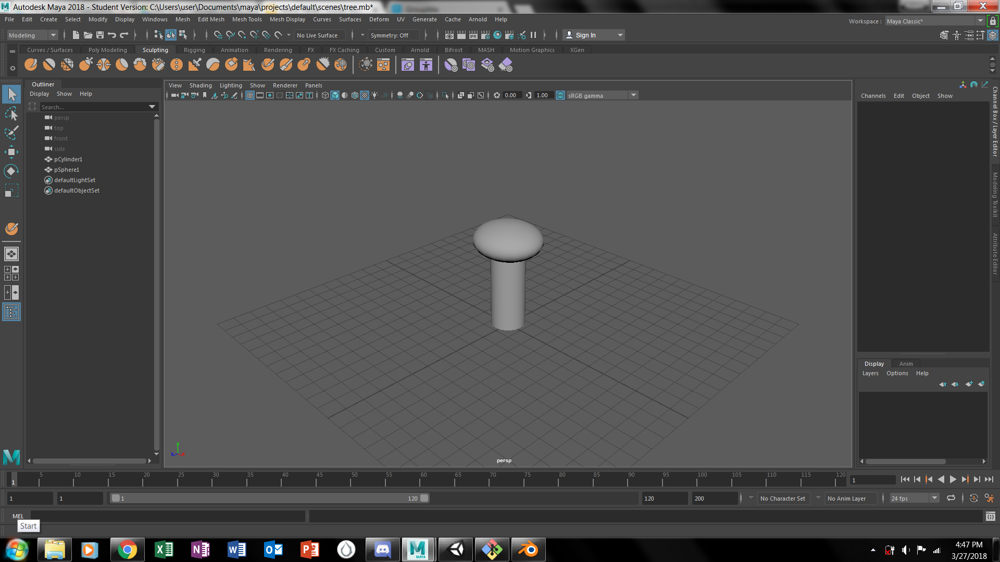 Autodesk Maya 2018 - Student Version: C:\Users\user\Documents\maya\projects\default\scenes\tree.mb*
File Edit Create Select Modify Display Windows Mesh Edit Mesh Mesh Tools Mesh Display Curves Surfaces Deform UV Generate Cache Arnold Help
Workspace : Maya Classic*
Modeling No Live Surface Symmetry: Off IPR Sign In
Curves / Surfaces Poly Modeling Sculpting Rigging Animation Rendering FX FX Caching Custom Arnold Bifrost MASH Motion Graphics XGen
Outliner
Display Show Help
Search...
persp
top
front
side
pCylinder1
pSphere1
defaultLightSet
defaultObjectSet
View Shading Lighting Show Renderer Panels
0.00 1.00 ON sRGB gamma
y
z x
persp
Channels Edit Object Show
Channel Box / Layer Editor
Modeling Toolkit
Attribute Editor
Display Anim
Layers Options Help
1 5 10 15 20 25 30 35 40 45 50 55 60 65 70 75 80 85 90 95 100 105 110 115 120 1
1 1 1 120 120 200 No Character Set No Anim Layer 24 fps
MEL
Start
MAYA
4:47 PM
3/27/2018